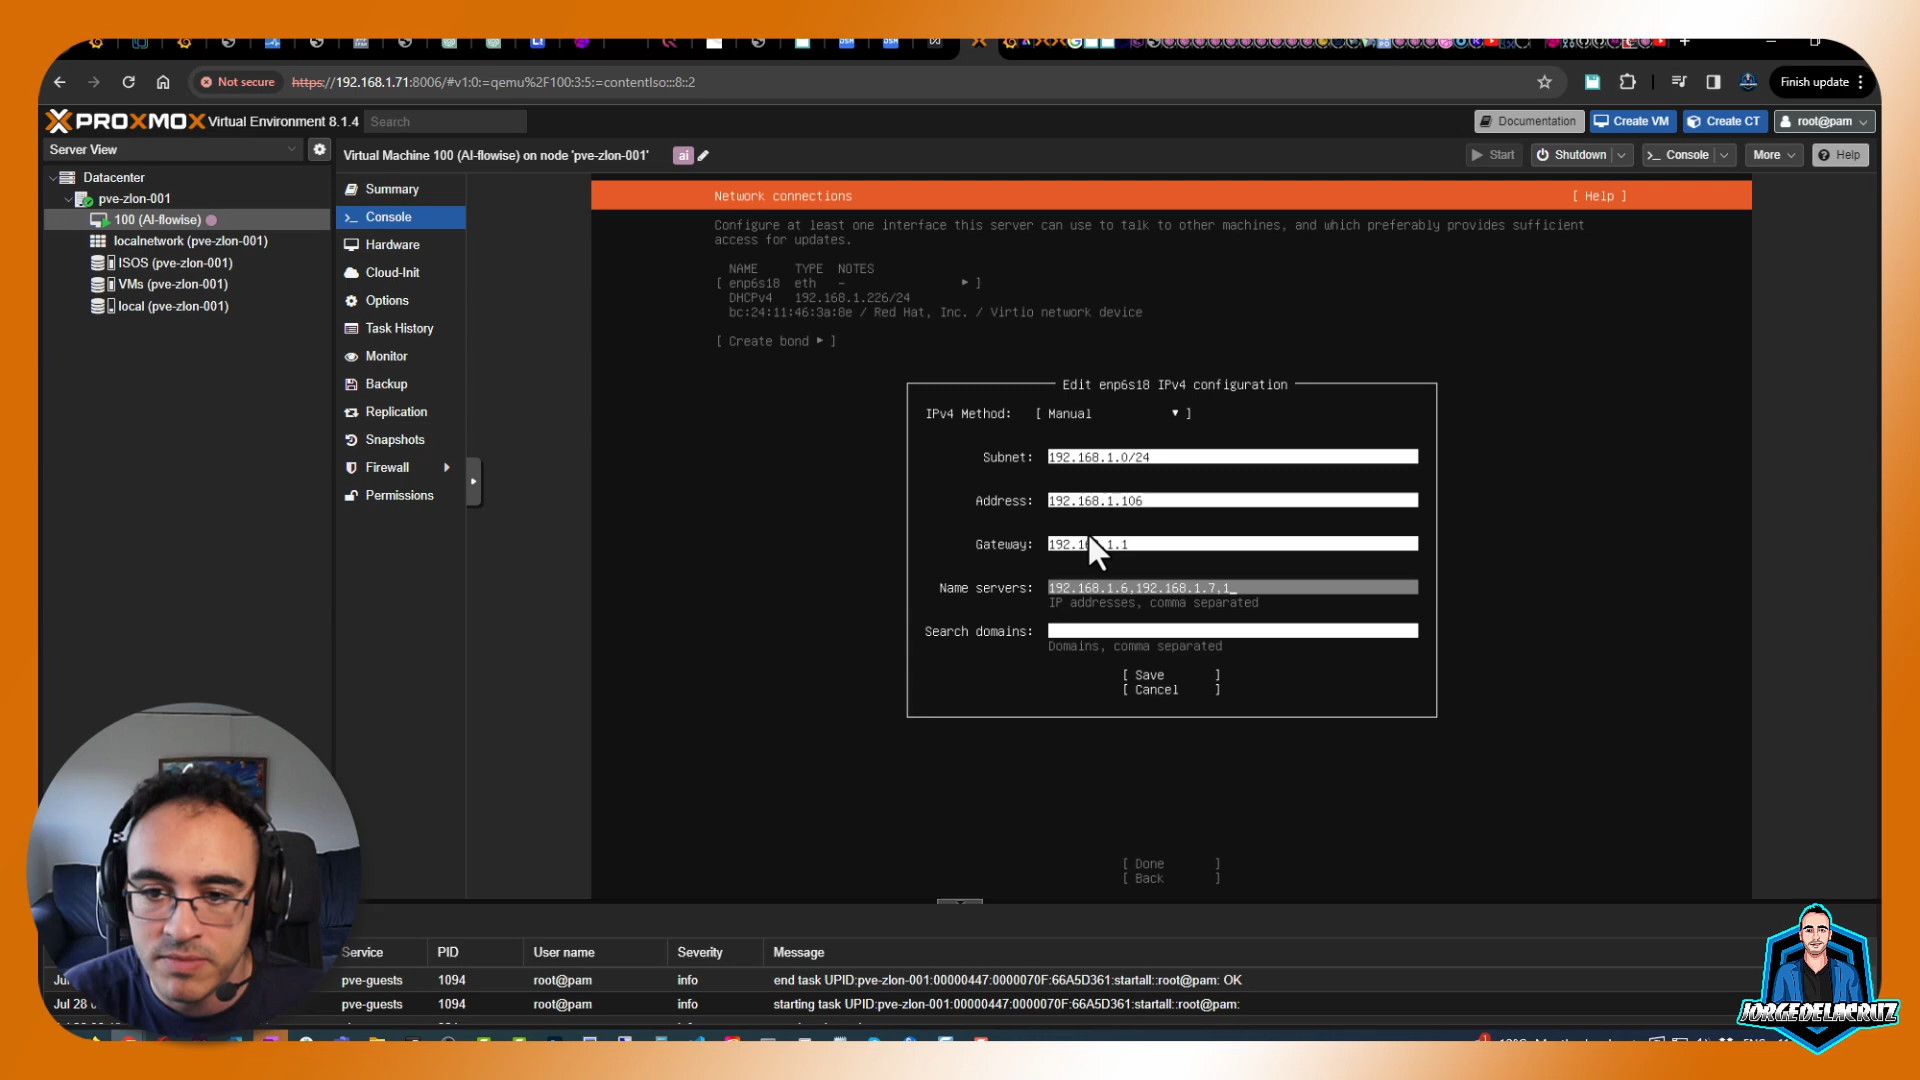 Not secure
https://192.168.1.71:8006/#v1:0:=qemu%2F100:3:5:=contentIso:::8::2
Finish update
PROXMOX Virtual Environment 8.1.4
Search
Documentation
Create VM
Create CT
root@pam
Server View
Virtual Machine 100 (AI-flowise) on node 'pve-zlon-001'
ai
Start
Shutdown
Console
More
Help
Datacenter
pve-zlon-001
100 (AI-flowise)
localnetwork (pve-zlon-001)
ISOS (pve-zlon-001)
VMs (pve-zlon-001)
local (pve-zlon-001)
Summary
Console
Hardware
Cloud-Init
Options
Task History
Monitor
Backup
Replication
Snapshots
Firewall
Permissions
Network connections [ Help ]
Configure at least one interface this server can use to talk to other machines, and which preferably provides sufficient
access for updates.
NAME TYPE NOTES
[ enp6s18 eth - ▸ ]
DHCPv4 192.168.1.226/24
bc:24:11:46:3a:8e / Red Hat, Inc. / Virtio network device
[ Create bond ▸ ]
Edit enp6s18 IPv4 configuration
IPv4 Method: [ Manual ▾ ]
Subnet: 192.168.1.0/24
Address: 192.168.1.106
Gateway: 1.1
Name servers: 192.168.1.6,192.168.1.7,1_
IP addresses, comma separated
Search domains:
Domains, comma separated
[ Save ]
[ Cancel ]
[ Done ]
[ Back ]
Service PID User name Severity Message
pve-guests 1094 root@pam info end task UPID:pve-zlon-001:00000447:0000070F:66A5D361:startall::root@pam: OK
Jul 28 pve-guests 1094 root@pam info starting task UPID:pve-zlon-001:00000447:0000070F:66A5D361:startall::root@pam:
JORGEDELACRUZ